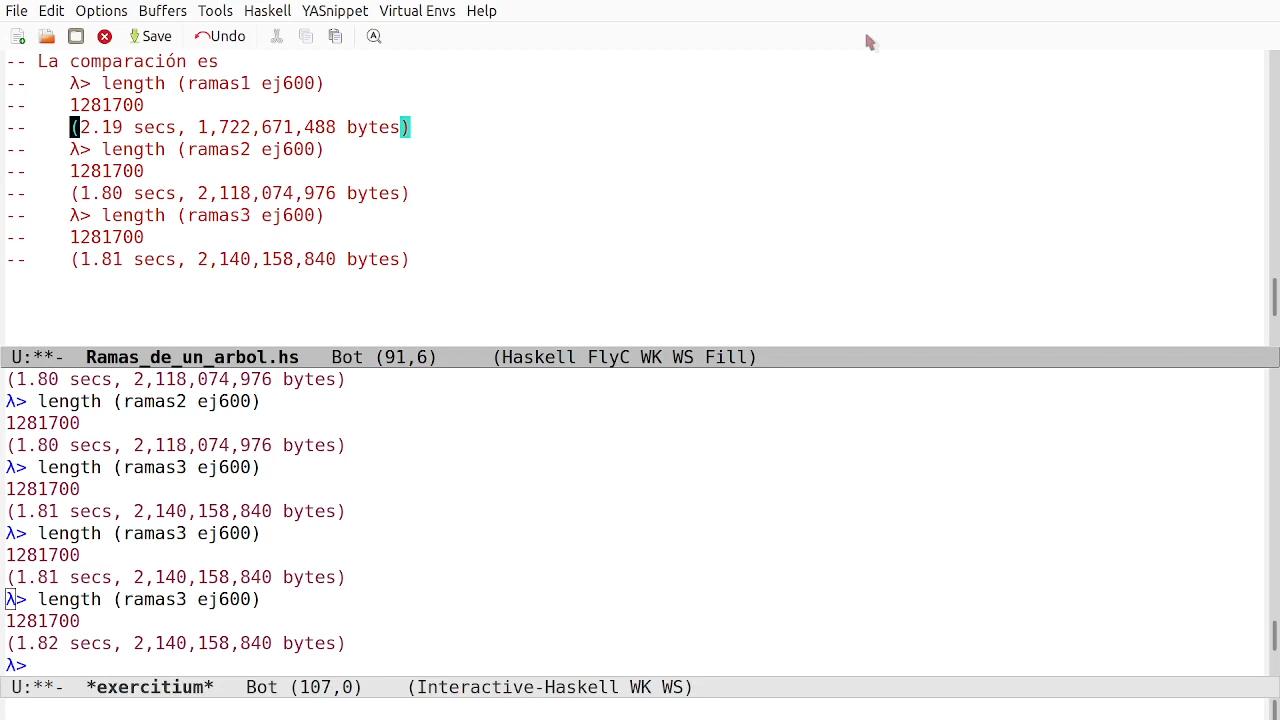 File Edit Options Buffers Tools Haskell YASnippet Virtual Envs Help
Save Undo
-- La comparación es
--    λ> length (ramas1 ej600)
--    1281700
--    (2.19 secs, 1,722,671,488 bytes)
--    λ> length (ramas2 ej600)
--    1281700
--    (1.80 secs, 2,118,074,976 bytes)
--    λ> length (ramas3 ej600)
--    1281700
--    (1.81 secs, 2,140,158,840 bytes)
U:**-  Ramas_de_un_arbol.hs   Bot (91,6)     (Haskell FlyC WK WS Fill)
(1.80 secs, 2,118,074,976 bytes)
λ> length (ramas2 ej600)
1281700
(1.80 secs, 2,118,074,976 bytes)
λ> length (ramas3 ej600)
1281700
(1.81 secs, 2,140,158,840 bytes)
λ> length (ramas3 ej600)
1281700
(1.81 secs, 2,140,158,840 bytes)
λ> length (ramas3 ej600)
1281700
(1.82 secs, 2,140,158,840 bytes)
λ>
U:**-  *exercitium*   Bot (107,0)    (Interactive-Haskell WK WS)